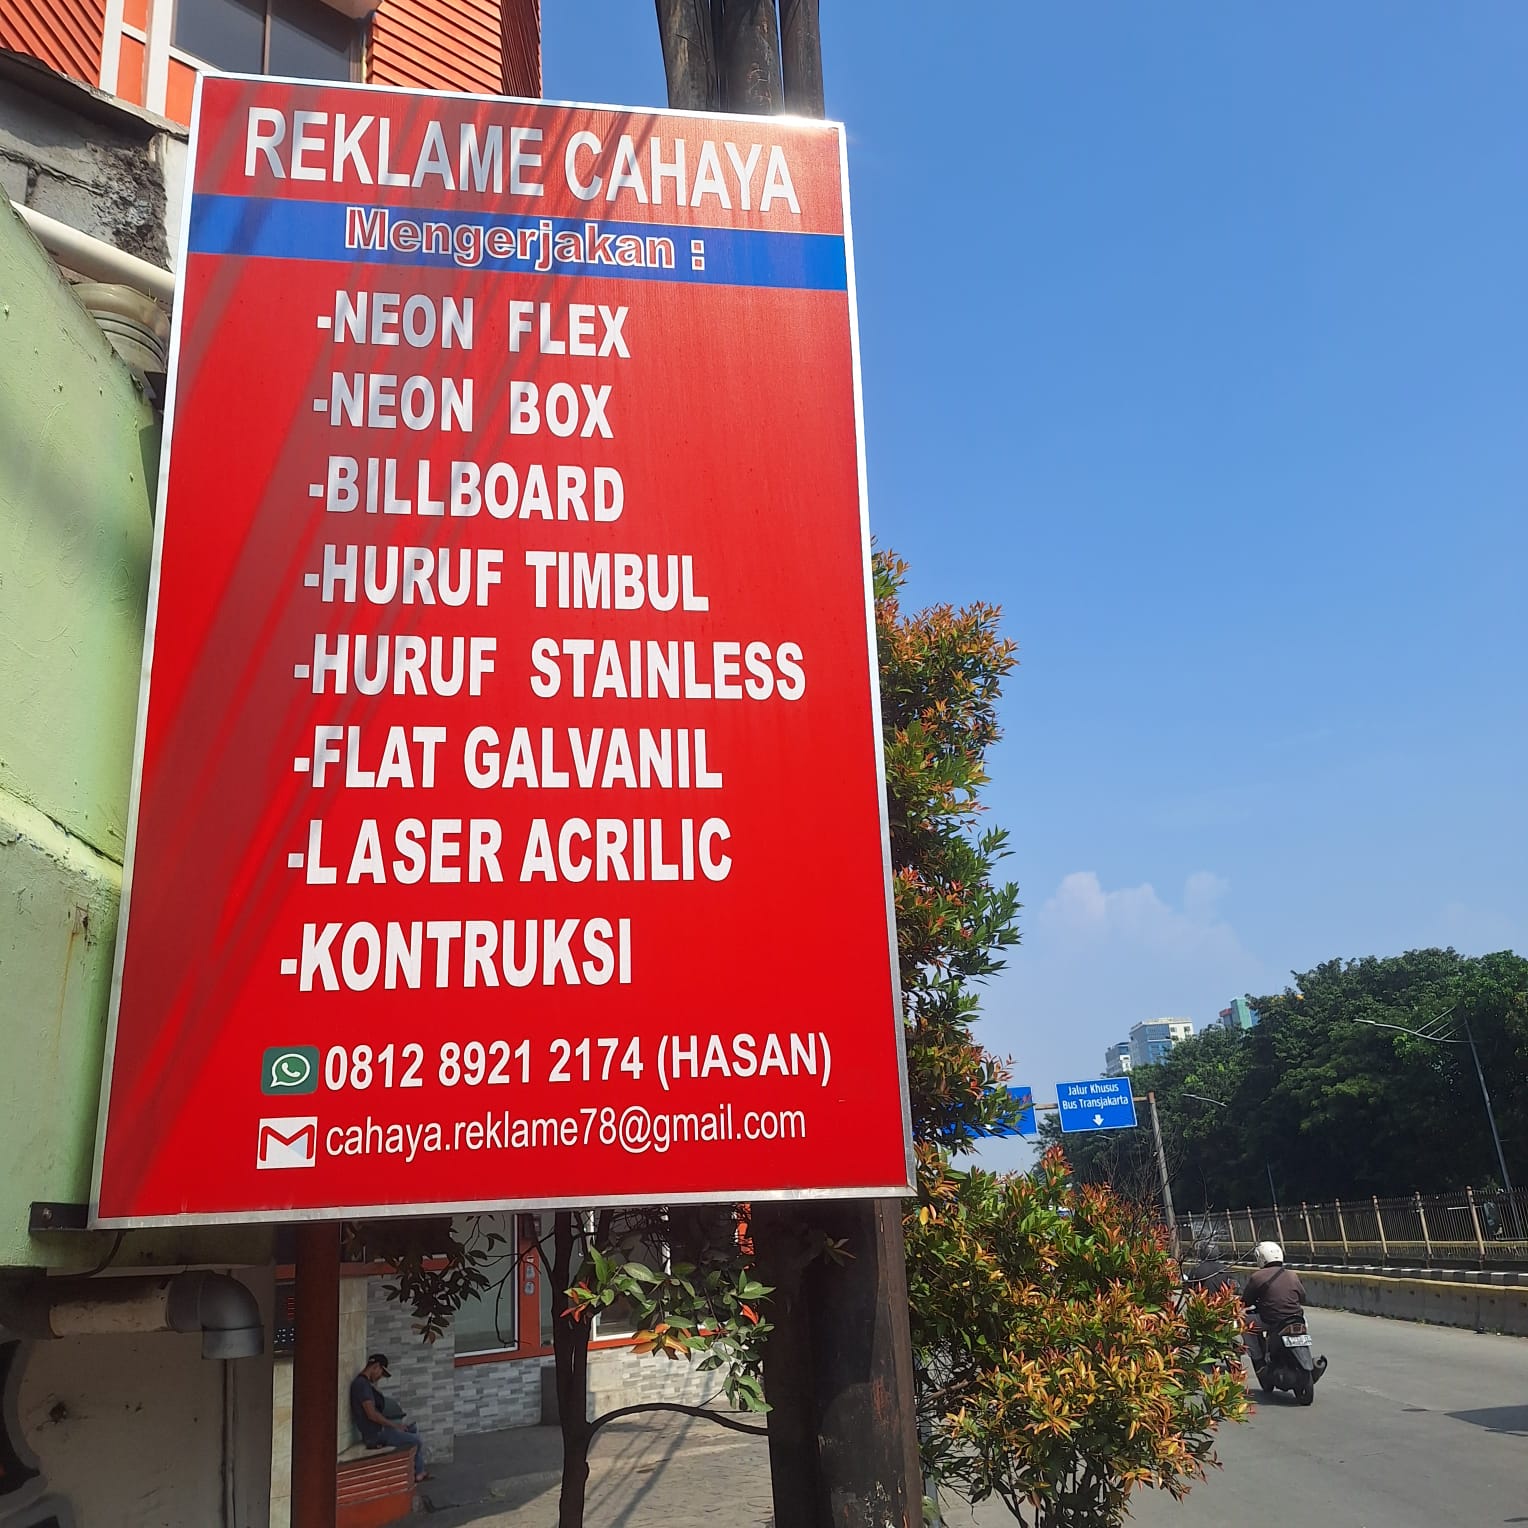 REKLAME CAHAYA
Mengerjakan :
-NEON FLEX
-NEON BOX
-BILLBOARD
-HURUF TIMBUL
-HURUF STAINLESS
-FLAT GALVANIL
-LASER ACRILIC
-KONTRUKSI
0812 8921 2174 (HASAN)
cahaya.reklame78@gmail.com
Jalur Khusus
Bus Transjakarta